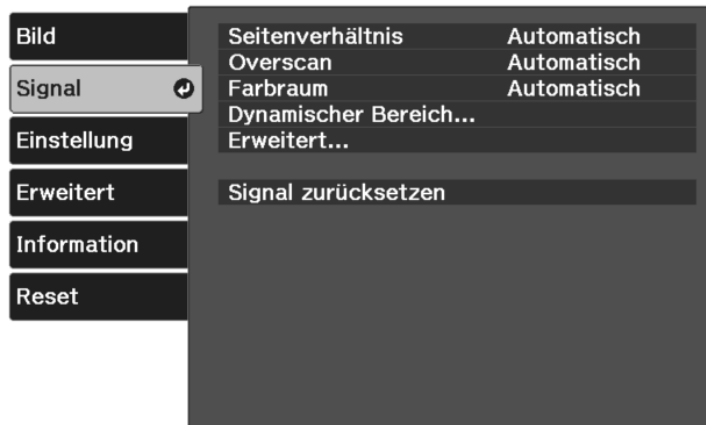 Bild
Signal
Einstellung
Erweitert
Information
Reset
Seitenverhältnis Automatisch
Overscan Automatisch
Farbraum Automatisch
Dynamischer Bereich...
Erweitert...
Signal zurücksetzen